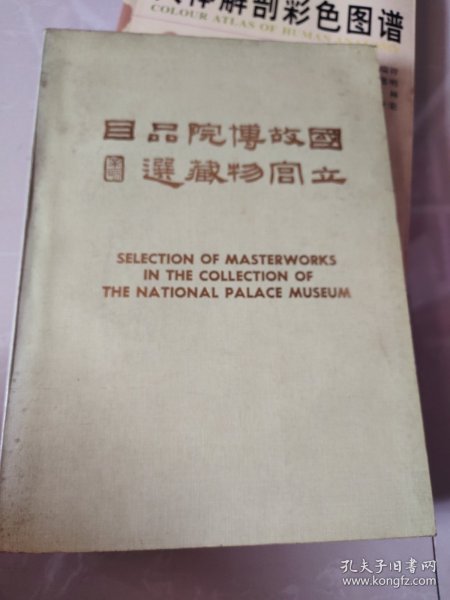 体解剖彩色图谱
COLOUR ATLAS OF HUMAN
國立
故宮
博物
院藏
品選
目
SELECTION OF MASTERWORKS
IN THE COLLECTION OF
THE NATIONAL PALACE MUSEUM
孔夫子旧书网
www.kongfz.com